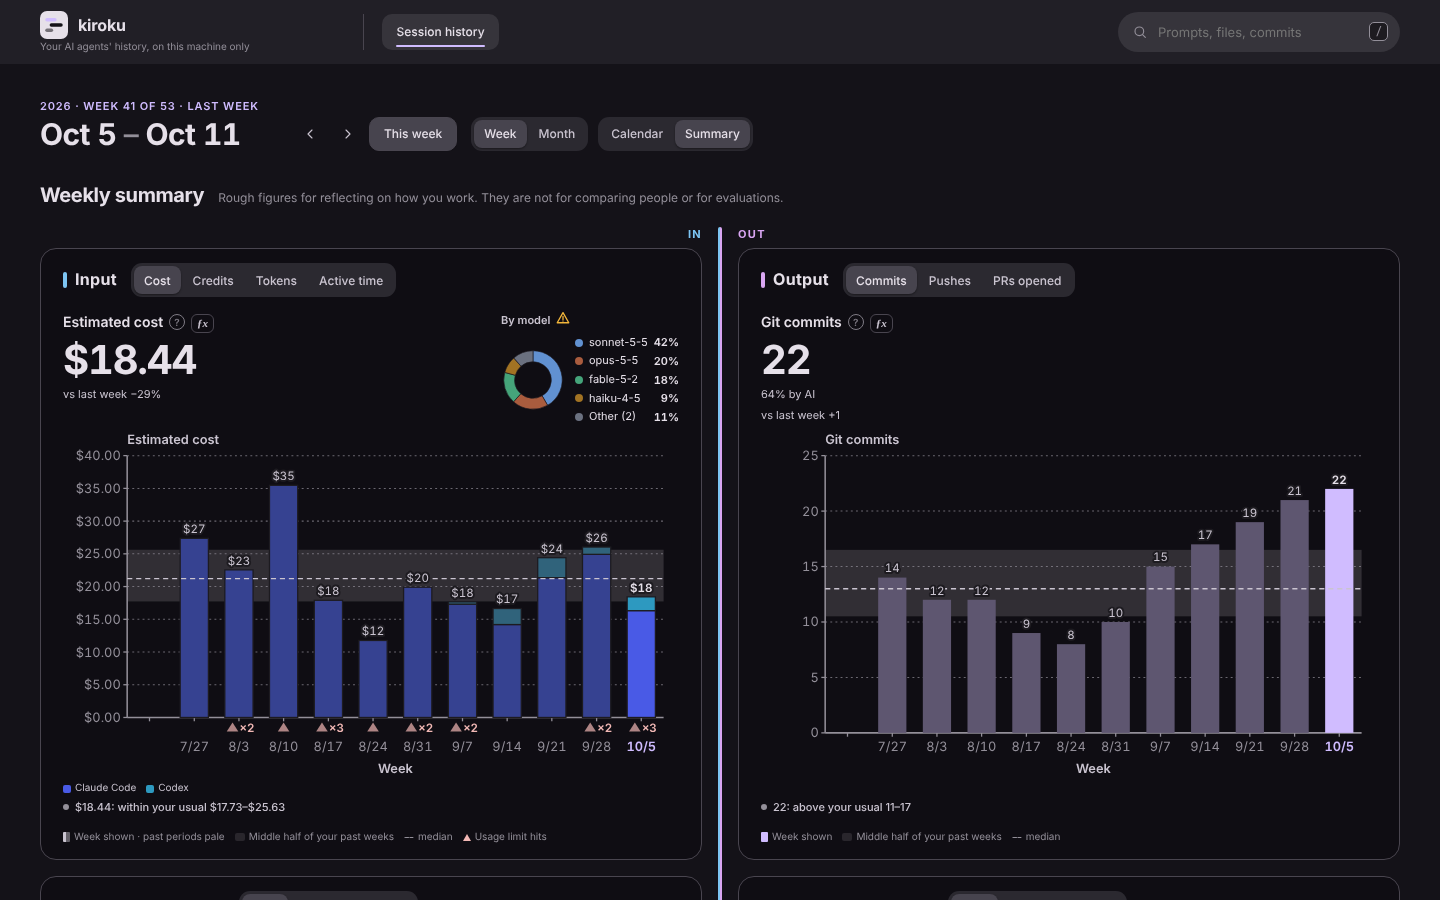 kiroku
Your AI agents' history, on this machine only
Session history
Prompts, files, commits
/
2026 · WEEK 41 OF 53 · LAST WEEK
Oct 5 – Oct 11
This week
Week Month
Calendar Summary
Weekly summary
Rough figures for reflecting on how you work. They are not for comparing people or for evaluations.
IN
OUT
Input
Cost Credits Tokens Active time
Estimated cost ? ƒx
$18.44
vs last week −29%
By model
sonnet-5-5 42%
opus-5-5 20%
fable-5-2 18%
haiku-4-5 9%
Other (2) 11%
Estimated cost
$40.00
$35.00
$30.00
$25.00
$20.00
$15.00
$10.00
$5.00
$0.00
$27 $23 $35 $18 $12 $20 $18 $17 $24 $26 $18
×2 ×3 ×2 ×2 ×2 ×3
7/27 8/3 8/10 8/17 8/24 8/31 9/7 9/14 9/21 9/28 10/5
Week
Claude Code Codex
$18.44: within your usual $17.73–$25.63
Week shown · past periods pale Middle half of your past weeks median Usage limit hits
Output
Commits Pushes PRs opened
Git commits ? ƒx
22
64% by AI
vs last week +1
Git commits
25
20
15
10
5
0
14 12 12 9 8 10 15 17 19 21 22
7/27 8/3 8/10 8/17 8/24 8/31 9/7 9/14 9/21 9/28 10/5
Week
22: above your usual 11–17
Week shown Middle half of your past weeks median